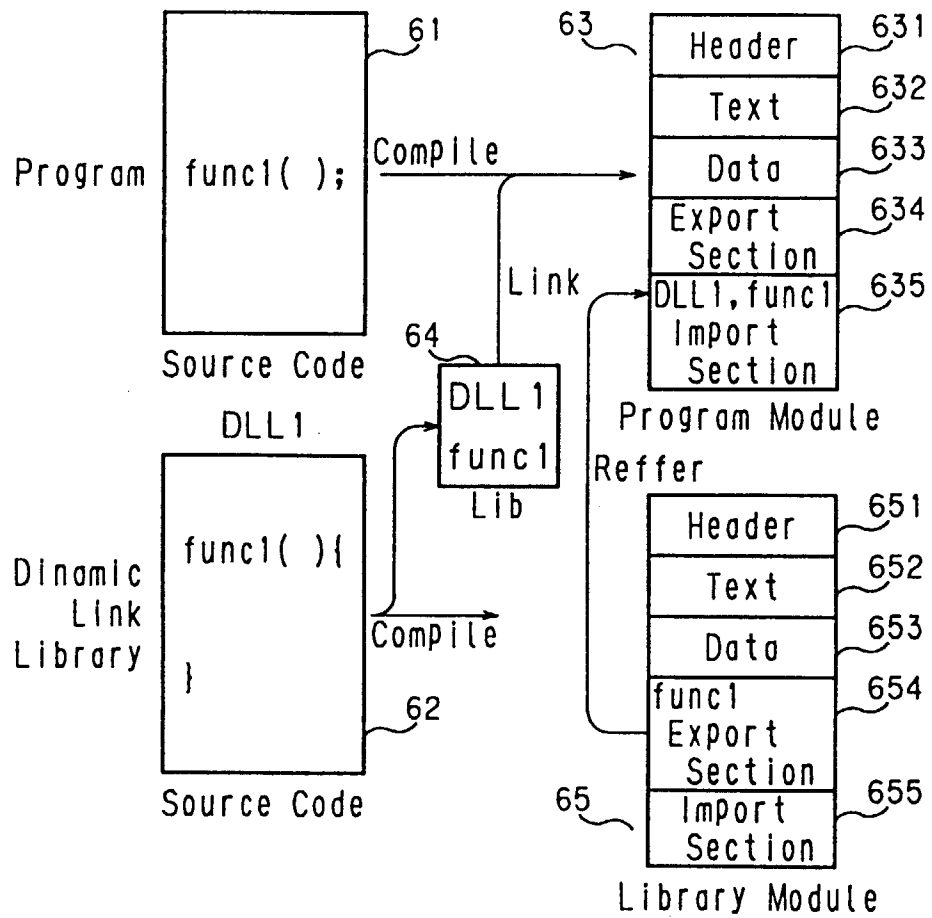 61
Program
func1( );
Source Code
Compile
Link
63
Header
631
Text
632
Data
633
Export
Section
634
DLL1,func1
Import
Section
635
Program Module
64
DLL1
func1
Lib
Reffer
DLL1
Dinamic
Link
Library
func1( ){
}
62
Source Code
Compile
Header
651
Text
652
Data
653
func1
Export
Section
654
65
Import
Section
655
Library Module